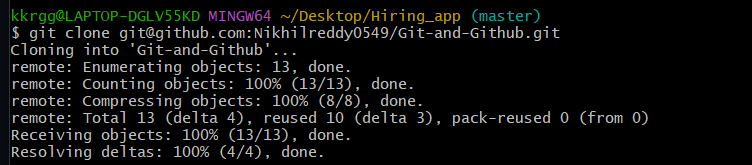 kkrgg@LAPTOP-DGLV55KD MINGW64 ~/Desktop/Hiring_app (master)
$ git clone git@github.com:Nikhilreddy0549/Git-and-Github.git
Cloning into 'Git-and-Github'...
remote: Enumerating objects: 13, done.
remote: Counting objects: 100% (13/13), done.
remote: Compressing objects: 100% (8/8), done.
remote: Total 13 (delta 4), reused 10 (delta 3), pack-reused 0 (from 0)
Receiving objects: 100% (13/13), done.
Resolving deltas: 100% (4/4), done.